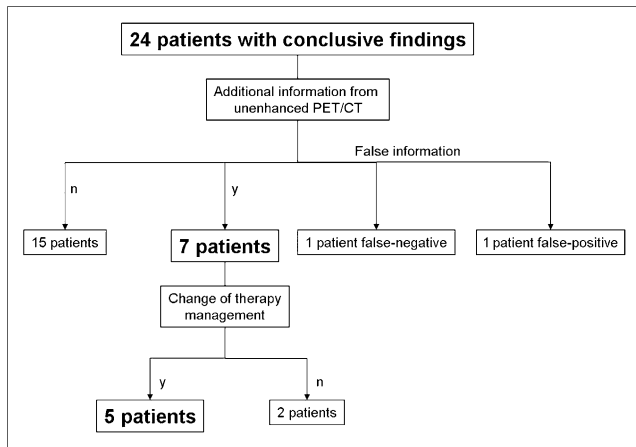 24 patients with conclusive findings
Additional information from
unenhanced PET/CT
False information
n
y
15 patients
7 patients
1 patient false-negative
1 patient false-positive
Change of therapy
management
y
n
5 patients
2 patients